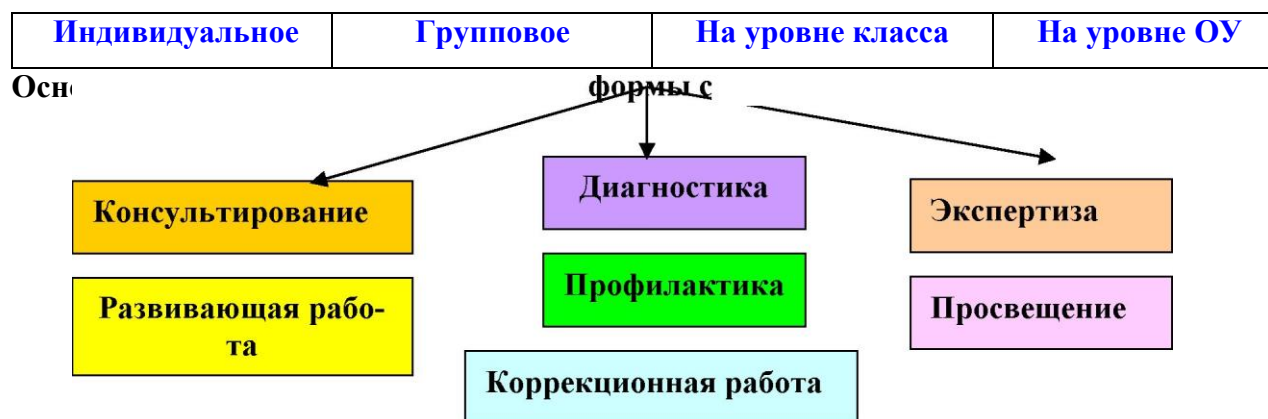 Индивидуальное Групповое На уровне класса На уровне ОУ
формы с
Консультирование
Диагностика
Экспертиза
Развивающая рабо-
та
Профилактика
Просвещение
Коррекционная работа